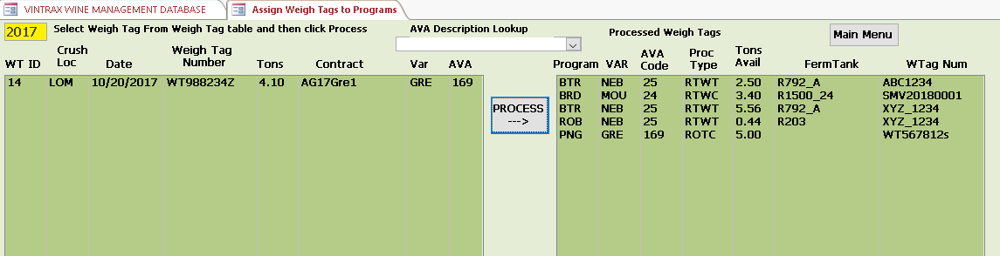 VINTRAX WINE MANAGEMENT DATABASE Assign Weigh Tags to Programs
2017 Select Weigh Tag From Weigh Tag table and then click Process AVA Description Lookup Processed Weigh Tags Main Menu
WT ID Crush Loc Date Weigh Tag Number Tons Contract Var AVA
14 LOM 10/20/2017 WT988234Z 4.10 AG17Gre1 GRE 169
PROCESS
--->
Program VAR AVA Code Proc Type Tons Avail FermTank WTag Num
BTR NEB 25 RTWT 2.50 R792_A ABC1234
BRD MOU 24 RTWC 3.40 R1500_24 SMV20180001
BTR NEB 25 RTWT 5.56 R792_A XYZ_1234
ROB NEB 25 RTWT 0.44 R203 XYZ_1234
PNG GRE 169 ROTC 5.00 WT567812s